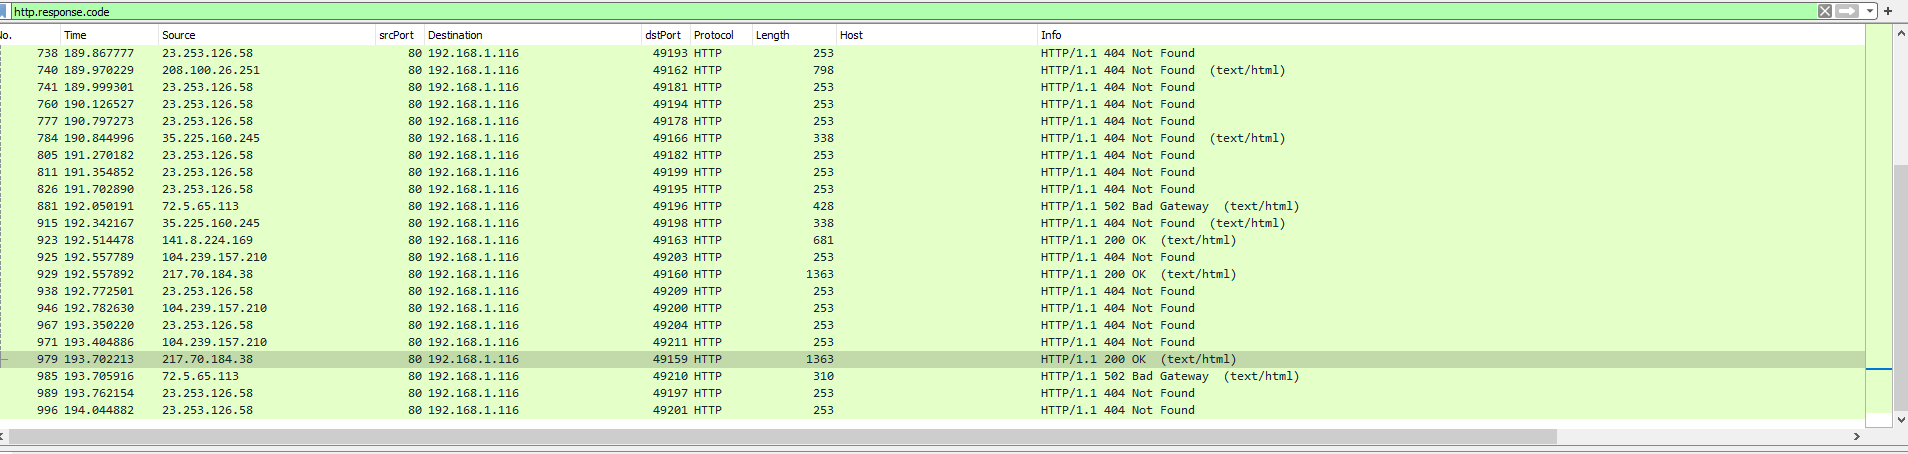 http.response.code
No. Time Source srcPort Destination dstPort Protocol Length Host Info
738 189.867777 23.253.126.58 80 192.168.1.116 49193 HTTP 253 HTTP/1.1 404 Not Found
740 189.970229 208.100.26.251 80 192.168.1.116 49162 HTTP 798 HTTP/1.1 404 Not Found (text/html)
741 189.999301 23.253.126.58 80 192.168.1.116 49181 HTTP 253 HTTP/1.1 404 Not Found
760 190.126527 23.253.126.58 80 192.168.1.116 49194 HTTP 253 HTTP/1.1 404 Not Found
777 190.797273 23.253.126.58 80 192.168.1.116 49178 HTTP 253 HTTP/1.1 404 Not Found
784 190.844996 35.225.160.245 80 192.168.1.116 49166 HTTP 338 HTTP/1.1 404 Not Found (text/html)
805 191.270182 23.253.126.58 80 192.168.1.116 49182 HTTP 253 HTTP/1.1 404 Not Found
811 191.354852 23.253.126.58 80 192.168.1.116 49199 HTTP 253 HTTP/1.1 404 Not Found
826 191.702890 23.253.126.58 80 192.168.1.116 49195 HTTP 253 HTTP/1.1 404 Not Found
881 192.050191 72.5.65.113 80 192.168.1.116 49196 HTTP 428 HTTP/1.1 502 Bad Gateway (text/html)
915 192.342167 35.225.160.245 80 192.168.1.116 49198 HTTP 338 HTTP/1.1 404 Not Found (text/html)
923 192.514478 141.8.224.169 80 192.168.1.116 49163 HTTP 681 HTTP/1.1 200 OK (text/html)
925 192.557789 104.239.157.210 80 192.168.1.116 49203 HTTP 253 HTTP/1.1 404 Not Found
929 192.557892 217.70.184.38 80 192.168.1.116 49160 HTTP 1363 HTTP/1.1 200 OK (text/html)
938 192.772501 23.253.126.58 80 192.168.1.116 49209 HTTP 253 HTTP/1.1 404 Not Found
946 192.782630 104.239.157.210 80 192.168.1.116 49200 HTTP 253 HTTP/1.1 404 Not Found
967 193.350220 23.253.126.58 80 192.168.1.116 49204 HTTP 253 HTTP/1.1 404 Not Found
971 193.404886 104.239.157.210 80 192.168.1.116 49211 HTTP 253 HTTP/1.1 404 Not Found
979 193.702213 217.70.184.38 80 192.168.1.116 49159 HTTP 1363 HTTP/1.1 200 OK (text/html)
985 193.705916 72.5.65.113 80 192.168.1.116 49210 HTTP 310 HTTP/1.1 502 Bad Gateway (text/html)
989 193.762154 23.253.126.58 80 192.168.1.116 49197 HTTP 253 HTTP/1.1 404 Not Found
996 194.044882 23.253.126.58 80 192.168.1.116 49201 HTTP 253 HTTP/1.1 404 Not Found